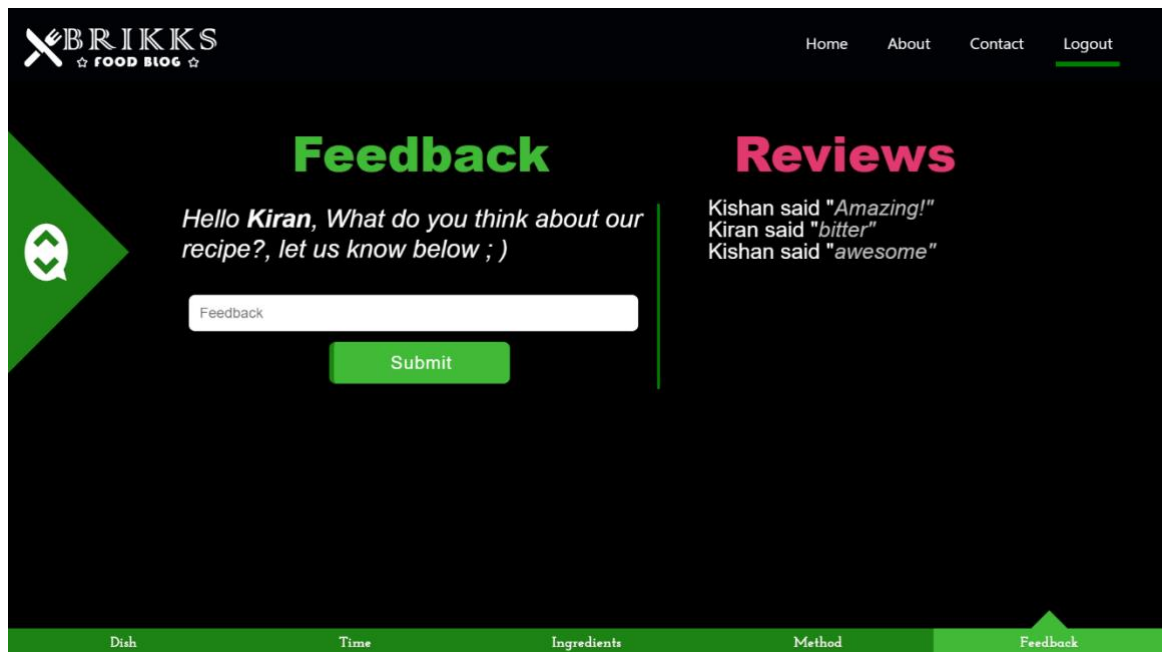 BRIKKS
☆ FOOD BLOG ☆
Home About Contact Logout
Feedback
Hello Kiran, What do you think about our
recipe?, let us know below ; )
Feedback
Submit
Reviews
Kishan said "Amazing!"
Kiran said "bitter"
Kishan said "awesome"
Dish Time Ingredients Method Feedback